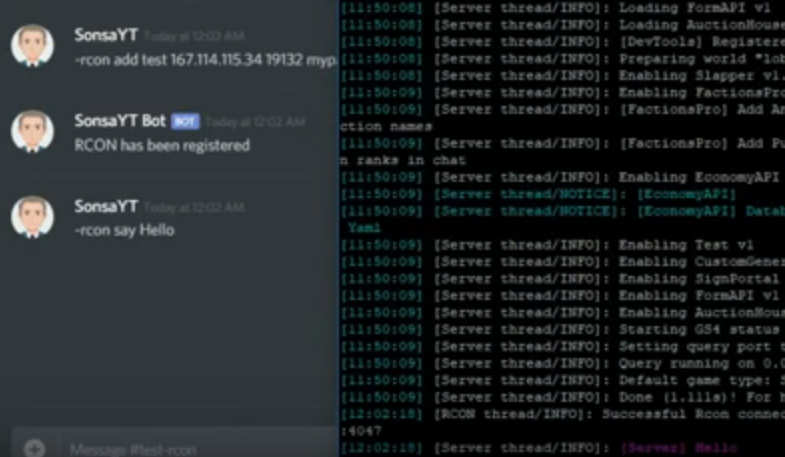 SonsaYT Today at 12:02 AM
-rcon add test 167.114.115.34 19132 myp
SonsaYT Bot BOT Today at 12:02 AM
RCON has been registered
SonsaYT Today at 12:02 AM
-rcon say Hello
Message #test-rcon
[11:50:08] [Server thread/INFO]: Loading FormAPI v1
[11:50:08] [Server thread/INFO]: Loading AuctionHouse
[11:50:08] [Server thread/INFO]: [DevTools] Registere
[11:50:08] [Server thread/INFO]: Preparing world "lob
[11:50:08] [Server thread/INFO]: Enabling Slapper v1.
[11:50:09] [Server thread/INFO]: Enabling FactionsPro
[11:50:09] [Server thread/INFO]: [FactionsPro] Add An
ction names
[11:50:09] [Server thread/INFO]: [FactionsPro] Add Pu
n ranks in chat
[11:50:09] [Server thread/INFO]: Enabling EconomyAPI
[11:50:09] [Server thread/NOTICE]: [EconomyAPI]
[11:50:09] [Server thread/NOTICE]: [EconomyAPI] Datab
Yaml
[11:50:09] [Server thread/INFO]: Enabling Test v1
[11:50:09] [Server thread/INFO]: Enabling CustomGener
[11:50:09] [Server thread/INFO]: Enabling SignPortal
[11:50:09] [Server thread/INFO]: Enabling FormAPI v1
[11:50:09] [Server thread/INFO]: Enabling AuctionHous
[11:50:09] [Server thread/INFO]: Starting GS4 status
[11:50:09] [Server thread/INFO]: Setting query port t
[11:50:09] [Server thread/INFO]: Query running on 0.0
[11:50:09] [Server thread/INFO]: Default game type: S
[11:50:09] [Server thread/INFO]: Done (1.111s)! For h
[12:02:18] [RCON thread/INFO]: Successful Rcon connec
:4047
[12:02:18] [Server thread/INFO]: [Server] Hello